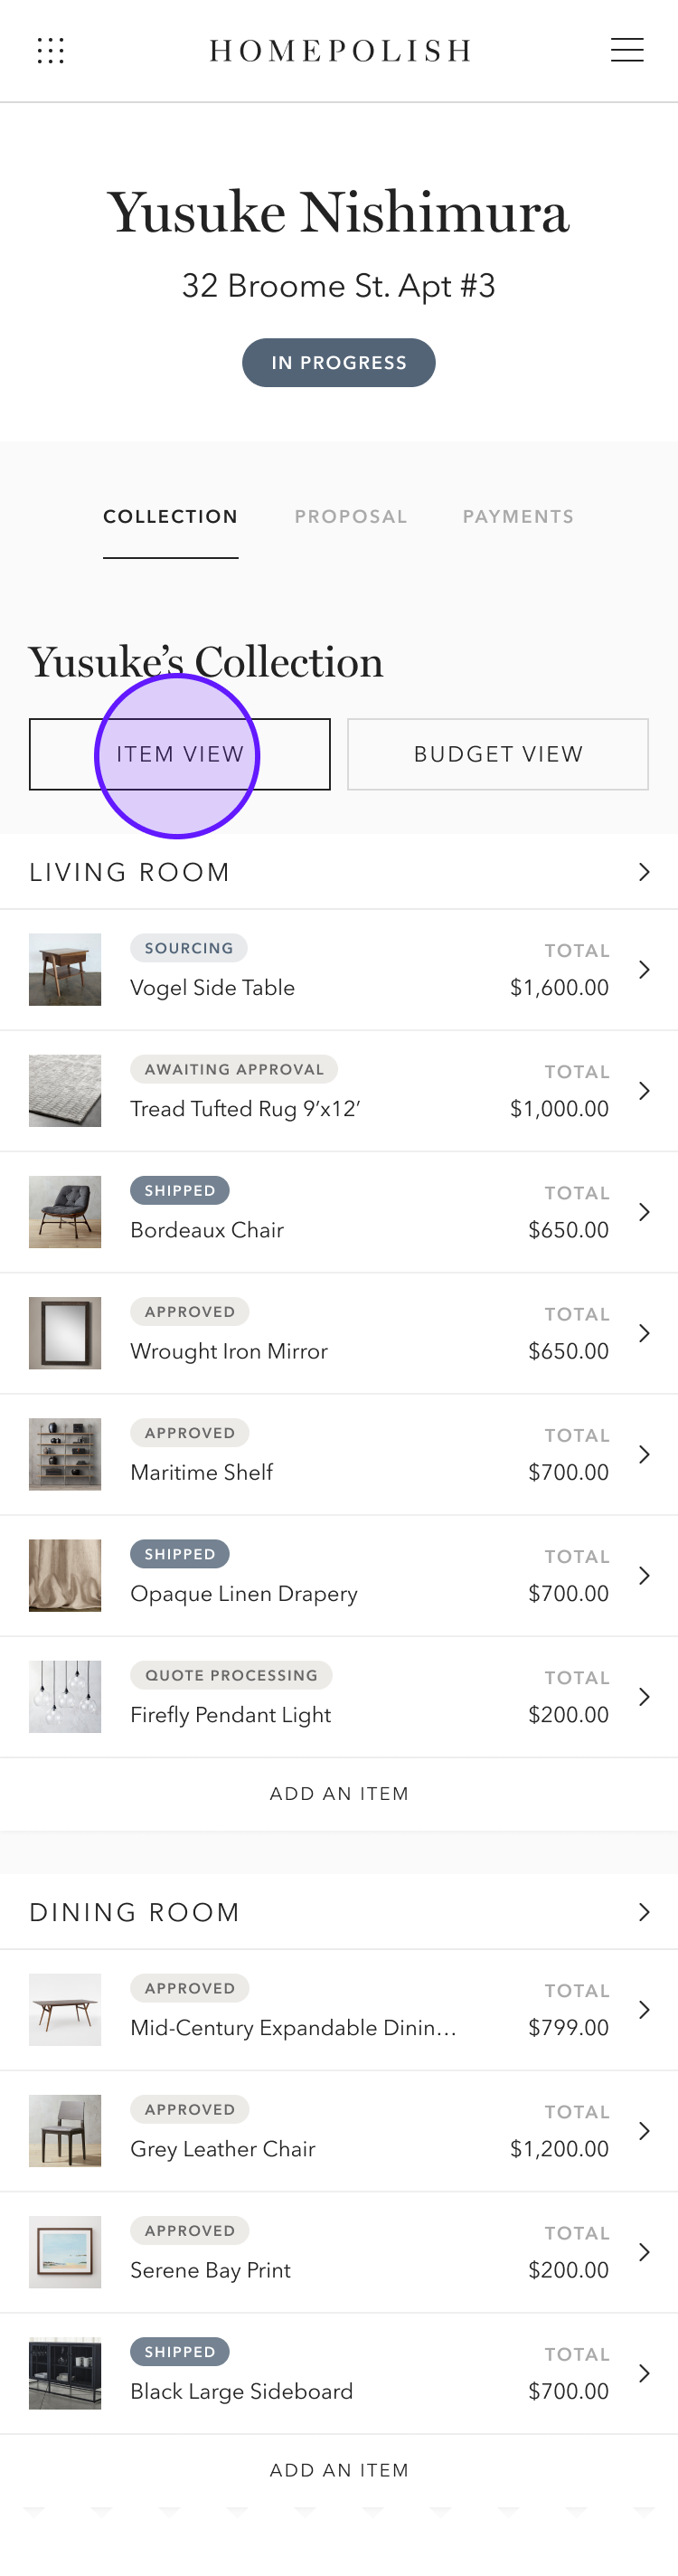 HOMEPOLISH
Yusuke Nishimura
32 Broome St. Apt #3
IN PROGRESS
COLLECTION PROPOSAL PAYMENTS
Yusuke’s Collection
ITEM VIEW BUDGET VIEW
LIVING ROOM
SOURCING TOTAL
Vogel Side Table $1,600.00
AWAITING APPROVAL TOTAL
Tread Tufted Rug 9’x12’ $1,000.00
SHIPPED TOTAL
Bordeaux Chair $650.00
APPROVED TOTAL
Wrought Iron Mirror $650.00
APPROVED TOTAL
Maritime Shelf $700.00
SHIPPED TOTAL
Opaque Linen Drapery $700.00
QUOTE PROCESSING TOTAL
Firefly Pendant Light $200.00
ADD AN ITEM
DINING ROOM
APPROVED TOTAL
Mid-Century Expandable Dinin... $799.00
APPROVED TOTAL
Grey Leather Chair $1,200.00
APPROVED TOTAL
Serene Bay Print $200.00
SHIPPED TOTAL
Black Large Sideboard $700.00
ADD AN ITEM